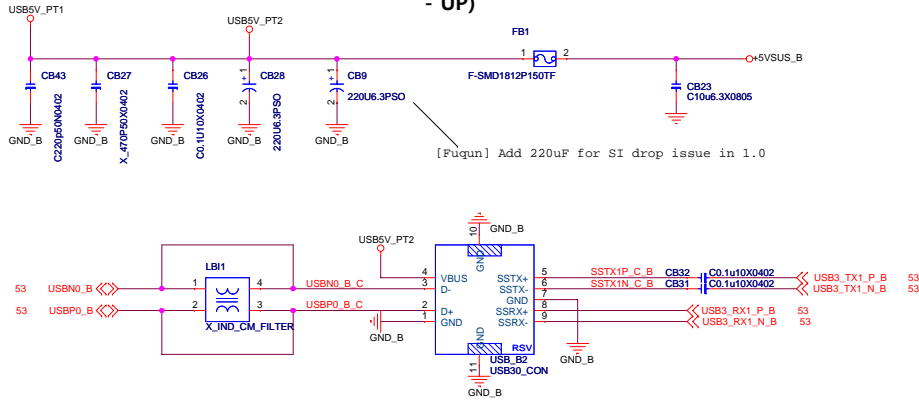 - UP)
USB5V_PT1
USB5V_PT2
FB1
1
2
+5VSUS_B
F-SMD1812P150TF
CB43
CB27
CB26
CB28
CB9
CB23
1
+
2
1
+
2
C220p50N0402
X_470P50X0402
C0.1U10X0402
220U6.3PSO
220U6.3PSO
C10u6.3X0805
GND_B
GND_B
GND_B
GND_B
GND_B
GND_B
[Fuqun] Add 220uF for SI drop issue in 1.0
GND_B
10
USB5V_PT2
LBI1
GND
4
VBUS
SSTX+
5
SSTX1P_C_B
CB32
C0.1u10X0402
USB3_TX1_P_B
53
53
USBN0_B
1
4
USBN0_B_C
3
D-
SSTX-
6
SSTX1N_C_B
CB31
C0.1u10X0402
USB3_TX1_N_B
53
GND
7
53
USBP0_B
2
3
USBP0_B_C
2
D+
SSRX+
8
USB3_RX1_P_B
53
1
GND
SSRX-
9
USB3_RX1_N_B
53
X_IND_CM_FILTER
GND_B
GND
RSV
USB_B2
USB30_CON
GND_B
11
GND_B